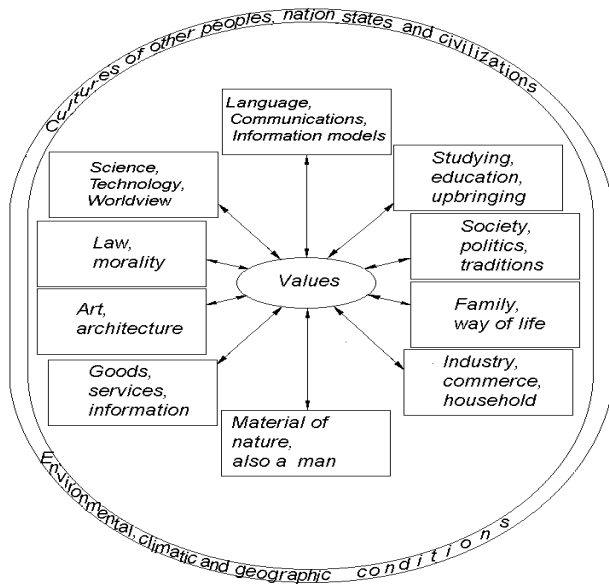 Cultures of other peoples, nation states and civilizations
Language,
Communications,
Information models
Science,
Technology,
Worldview
Studying,
education,
upbringing
Law,
morality
Society,
politics,
traditions
Values
Art,
architecture
Family,
way of life
Goods,
services,
information
Industry,
commerce,
household
Material of
nature,
also a man
Environmental, climatic and geographic conditions